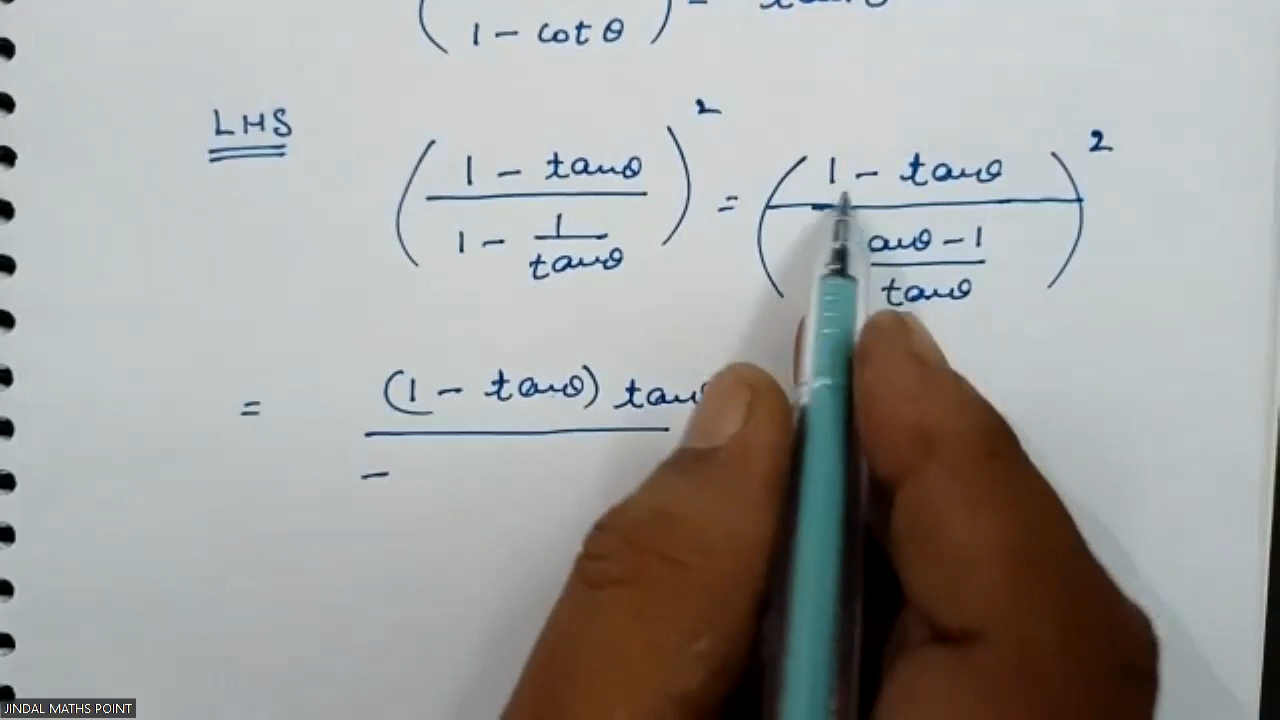 1 - cot θ
LHS
( 1 - tanθ / 1 - 1/tanθ )² = ( 1 - tanθ / anθ - 1 / tanθ )²
= (1 - tanθ) tanθ
-
JINDAL MATHS POINT